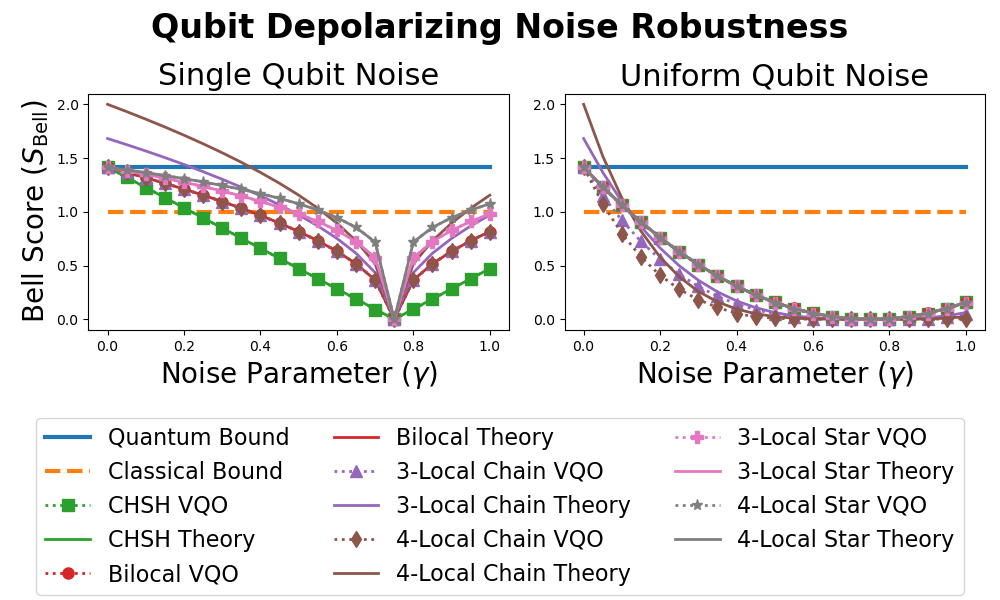 Qubit Depolarizing Noise Robustness
Single Qubit Noise
Uniform Qubit Noise
Bell Score (S_Bell)
2.0
1.5
1.0
0.5
0.0
0.0 0.2 0.4 0.6 0.8 1.0
Noise Parameter (γ)
2.0
1.5
1.0
0.5
0.0
0.0 0.2 0.4 0.6 0.8 1.0
Noise Parameter (γ)
Quantum Bound
Classical Bound
CHSH VQO
CHSH Theory
Bilocal VQO
Bilocal Theory
3-Local Chain VQO
3-Local Chain Theory
4-Local Chain VQO
4-Local Chain Theory
3-Local Star VQO
3-Local Star Theory
4-Local Star VQO
4-Local Star Theory